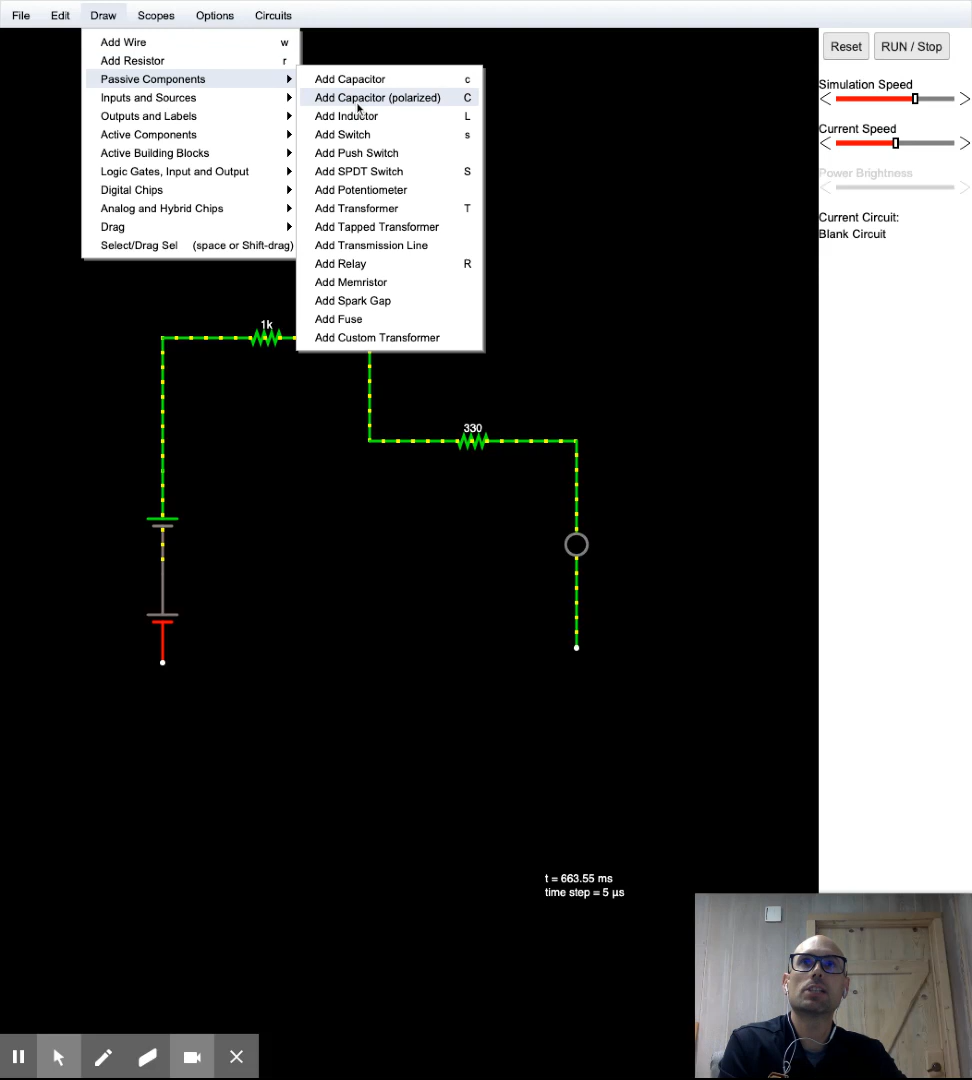 File Edit Draw Scopes Options Circuits
Add Wire w
Add Resistor r
Passive Components
Inputs and Sources
Outputs and Labels
Active Components
Active Building Blocks
Logic Gates, Input and Output
Digital Chips
Analog and Hybrid Chips
Drag
Select/Drag Sel (space or Shift-drag)
Add Capacitor c
Add Capacitor (polarized) C
Add Inductor L
Add Switch s
Add Push Switch
Add SPDT Switch S
Add Potentiometer
Add Transformer T
Add Tapped Transformer
Add Transmission Line
Add Relay R
Add Memristor
Add Spark Gap
Add Fuse
Add Custom Transformer
Reset RUN / Stop
Simulation Speed
Current Speed
Power Brightness
Current Circuit:
Blank Circuit
1k
330
t = 663.55 ms
time step = 5 µs